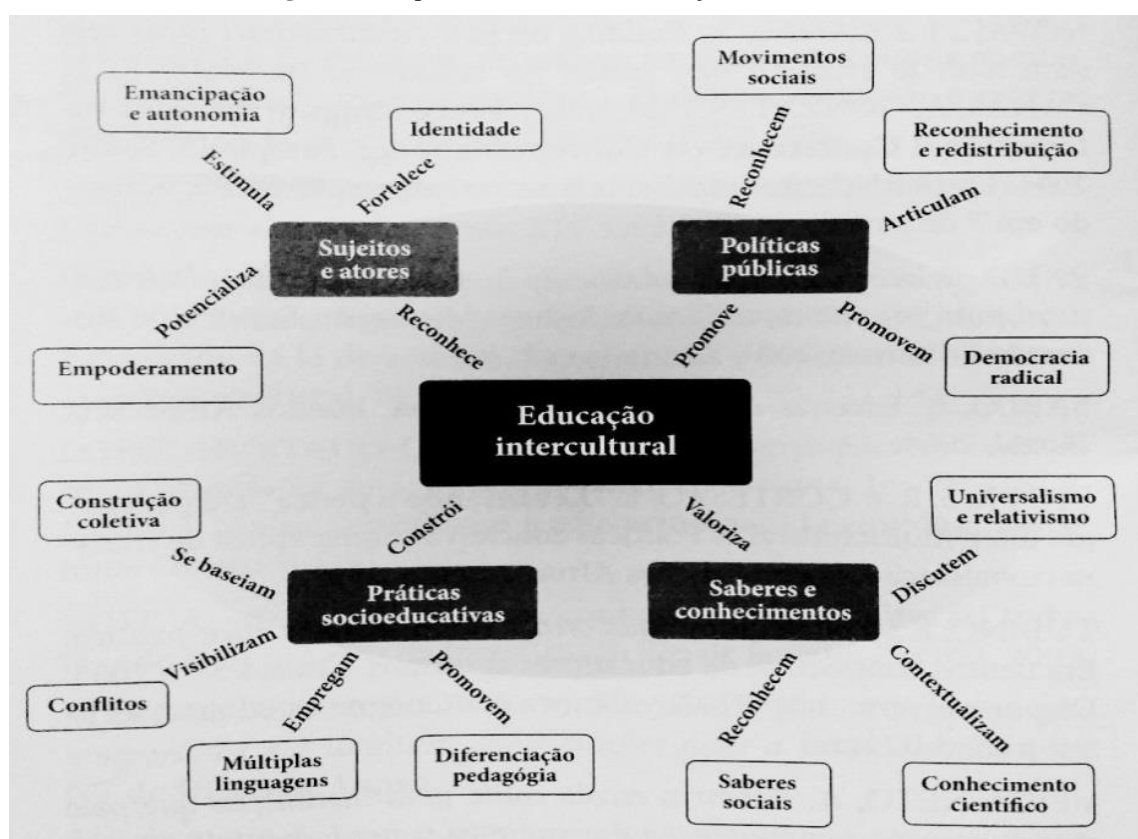 Movimentos
sociais
Emancipação
e autonomia
Identidade
Reconhecimento
e redistribuição
Estimula
Fortalece
Reconhecem
Articulam
Sujeitos
e atores
Políticas
públicas
Potencializa
Reconhece
Promove
Promovem
Empoderamento
Democracia
radical
Educação
intercultural
Construção
coletiva
Universalismo
e relativismo
Se baseiam
Constrói
Valoriza
Discutem
Práticas
socioeducativas
Saberes e
conhecimentos
Visibilizam
Empregam
Promovem
Reconhecem
Contextualizam
Conflitos
Múltiplas
linguagens
Diferenciação
pedagógia
Saberes
sociais
Conhecimento
científico